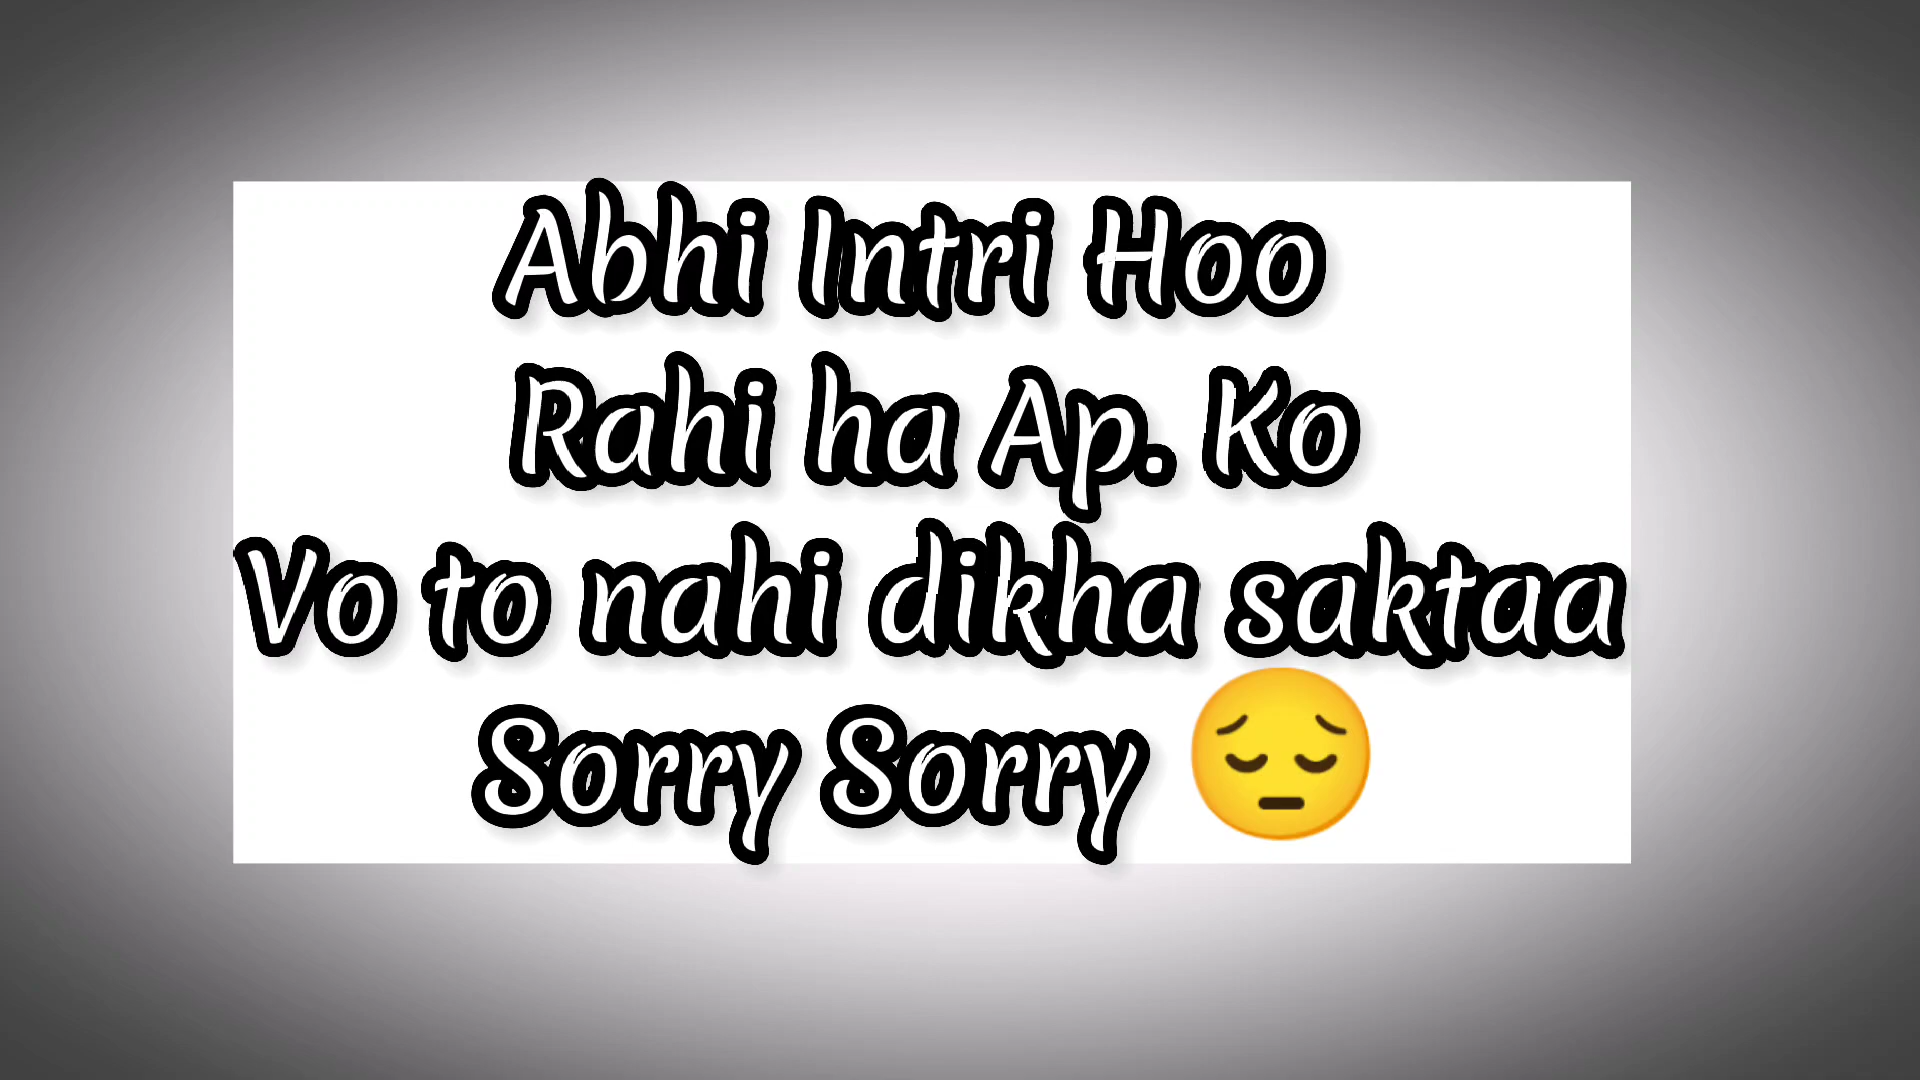 Abhi Intri Hoo
Rahi ha Ap. Ko
Vo to nahi dikha saktaa
Sorry Sorry 😔